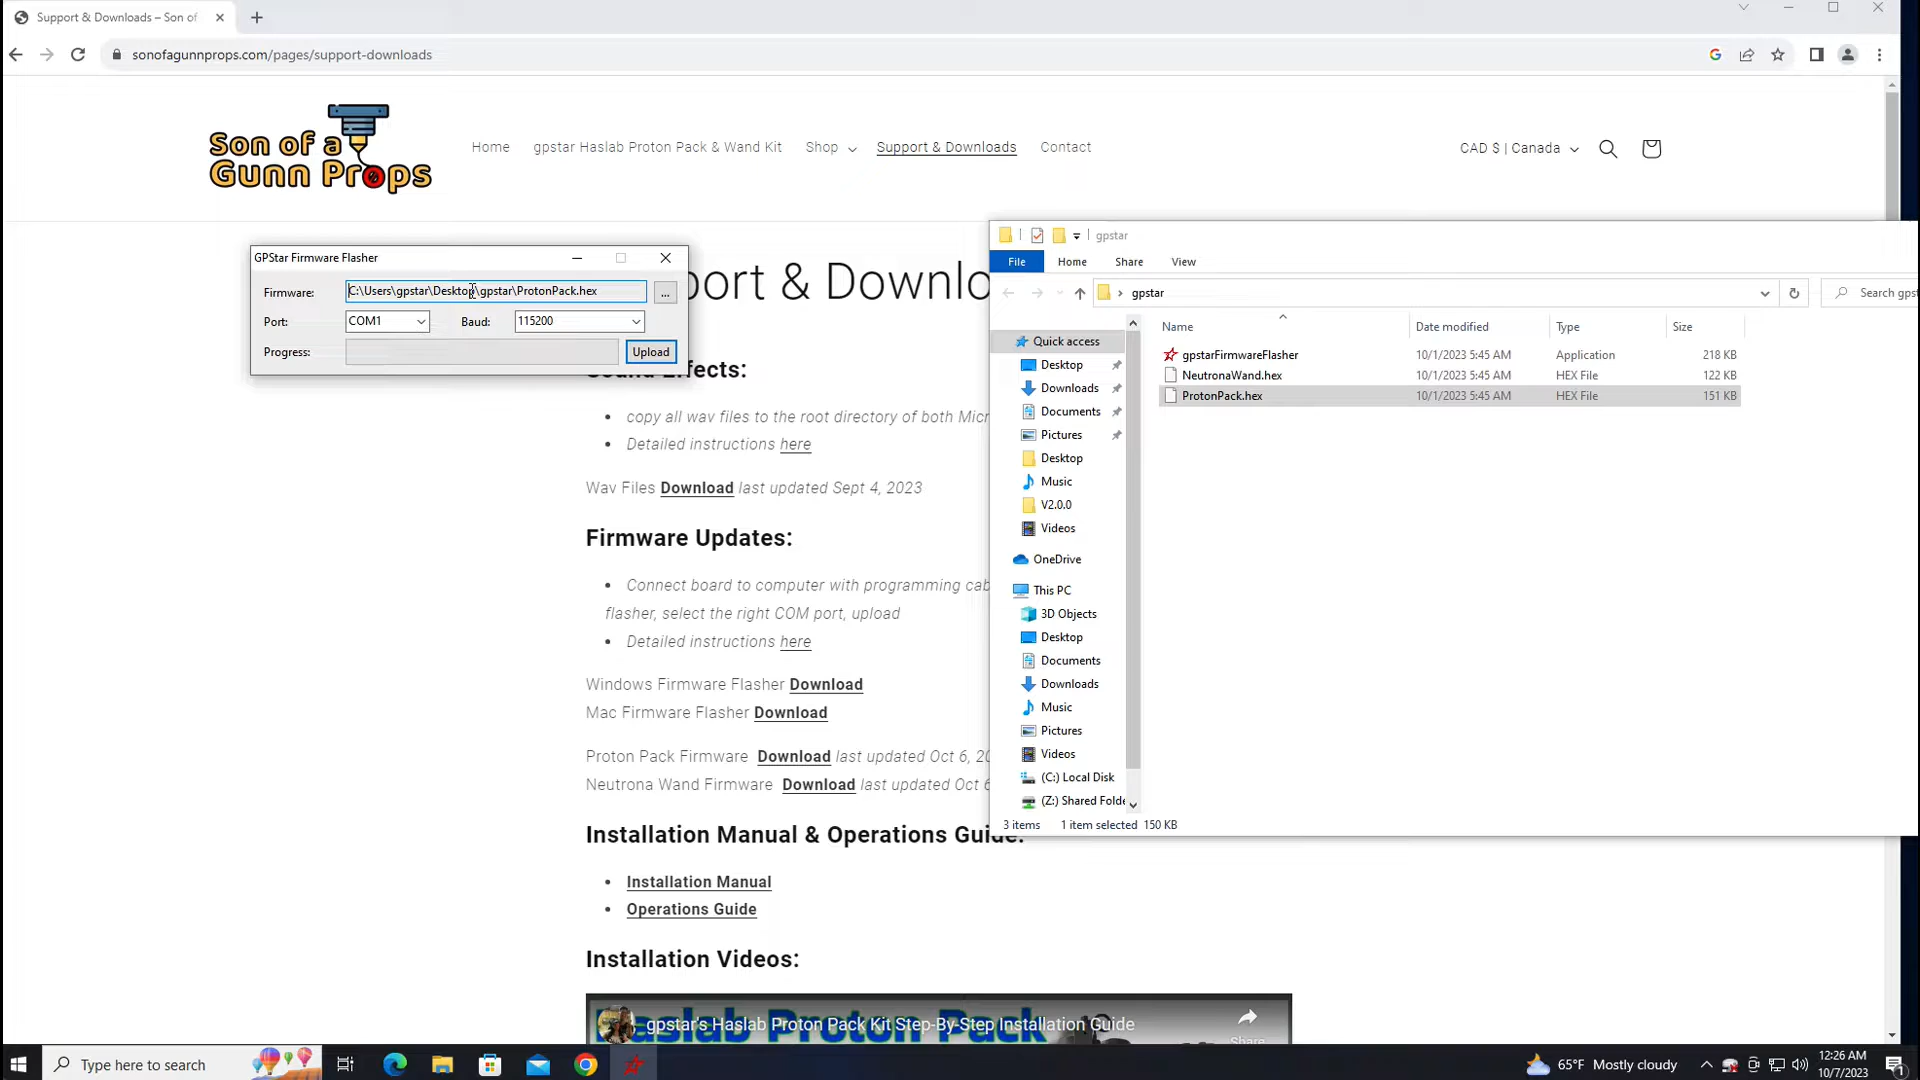 Support & Downloads – Son of
sonofagunnprops.com/pages/support-downloads
Son of a
Gunn Props
Home
gpstar Haslab Proton Pack & Wand Kit
Shop
Support & Downloads
Contact
CAD $ | Canada
GPStar Firmware Flasher
Firmware:
C:\Users\gpstar\Desktop\gpstar\ProtonPack.hex
...
Port:
COM1
Baud:
115200
Progress:
Upload
port & Downlo
Sound Effects:
copy all wav files to the root directory of both Micr
Detailed instructions here
Wav Files Download last updated Sept 4, 2023
Firmware Updates:
Connect board to computer with programming cab
flasher, select the right COM port, upload
Detailed instructions here
Windows Firmware Flasher Download
Mac Firmware Flasher Download
Proton Pack Firmware Download last updated Oct 6, 20
Neutrona Wand Firmware Download last updated Oct 6
Installation Manual & Operations Guide:
Installation Manual
Operations Guide
Installation Videos:
gpstar's Haslab Proton Pack Kit Step-By-Step Installation Guide
Haslab Proton Pack
Share
gpstar
File
Home
Share
View
gpstar
Search gpst
Name
Date modified
Type
Size
gpstarFirmwareFlasher 10/1/2023 5:45 AM Application 218 KB
NeutronaWand.hex 10/1/2023 5:45 AM HEX File 122 KB
ProtonPack.hex 10/1/2023 5:45 AM HEX File 151 KB
Quick access
Desktop
Downloads
Documents
Pictures
Desktop
Music
V2.0.0
Videos
OneDrive
This PC
3D Objects
Desktop
Documents
Downloads
Music
Pictures
Videos
(C:) Local Disk
(Z:) Shared Folde
3 items
1 item selected 150 KB
Type here to search
65°F Mostly cloudy
12:26 AM
10/7/2023
1